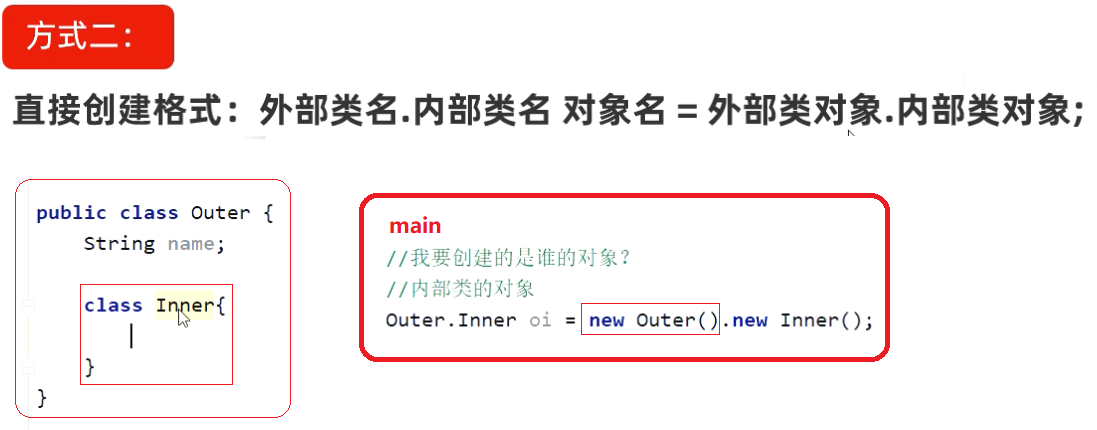 方式二：
直接创建格式：外部类名.内部类名 对象名 = 外部类对象.内部类对象;
public class Outer {
String name;
class Inner{
}
}
main
//我要创建的是谁的对象？
//内部类的对象
Outer.Inner oi = new Outer().new Inner();